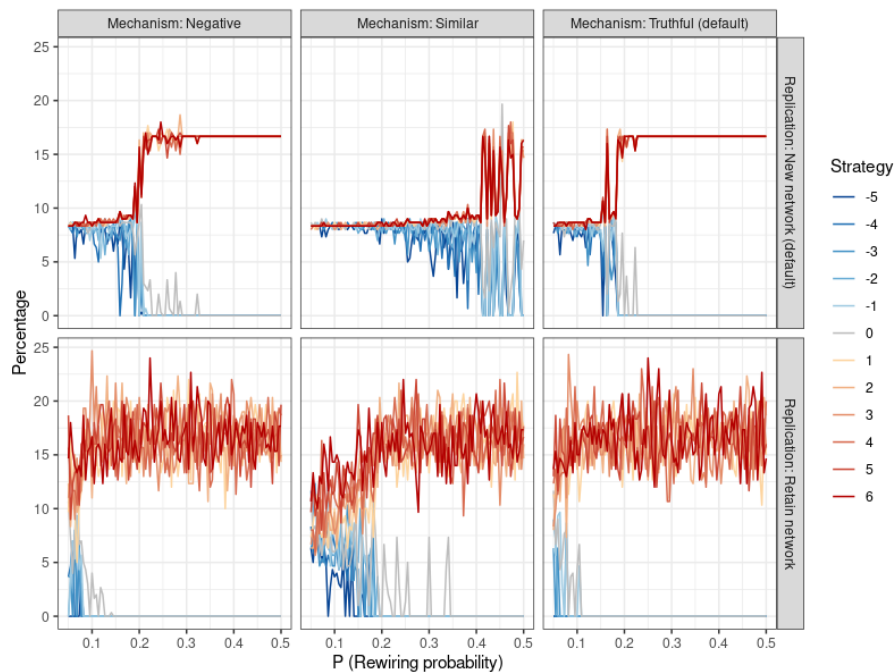 Mechanism: Negative
Mechanism: Similar
Mechanism: Truthful (default)
25
20
15
10
5
0
Replication: New network (default)
25
20
15
10
5
0
Replication: Retain network
Percentage
0.1 0.2 0.3 0.4 0.5
0.1 0.2 0.3 0.4 0.5
0.1 0.2 0.3 0.4 0.5
P (Rewiring probability)
Strategy
-5
-4
-3
-2
-1
0
1
2
3
4
5
6